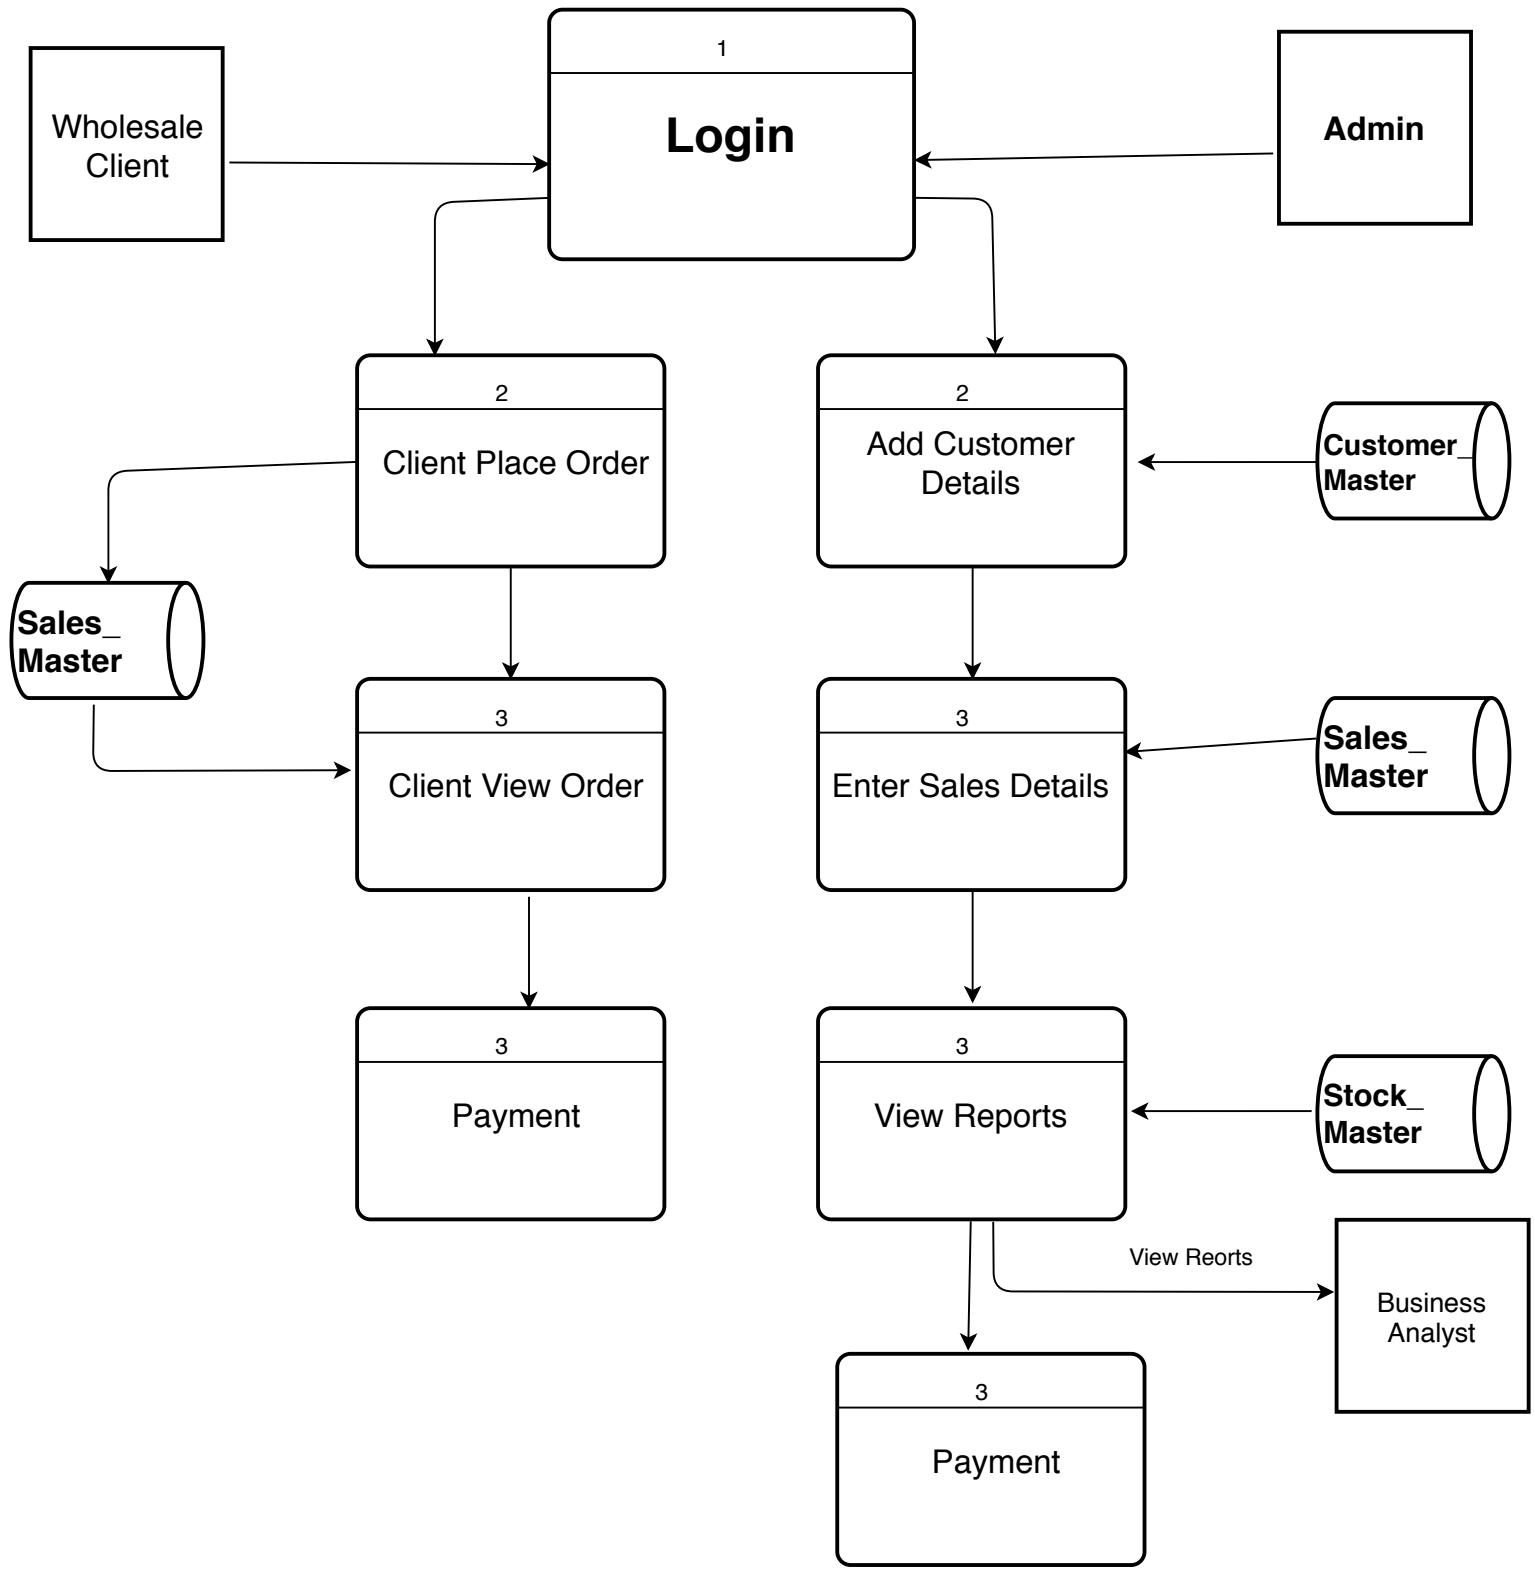 1
Login
Wholesale
Client
Admin
2
Client Place Order
2
Add Customer
Details
Customer_
Master
Sales_
Master
3
Client View Order
3
Enter Sales Details
Sales_
Master
3
Payment
3
View Reports
Stock_
Master
View Reorts
Business
Analyst
3
Payment